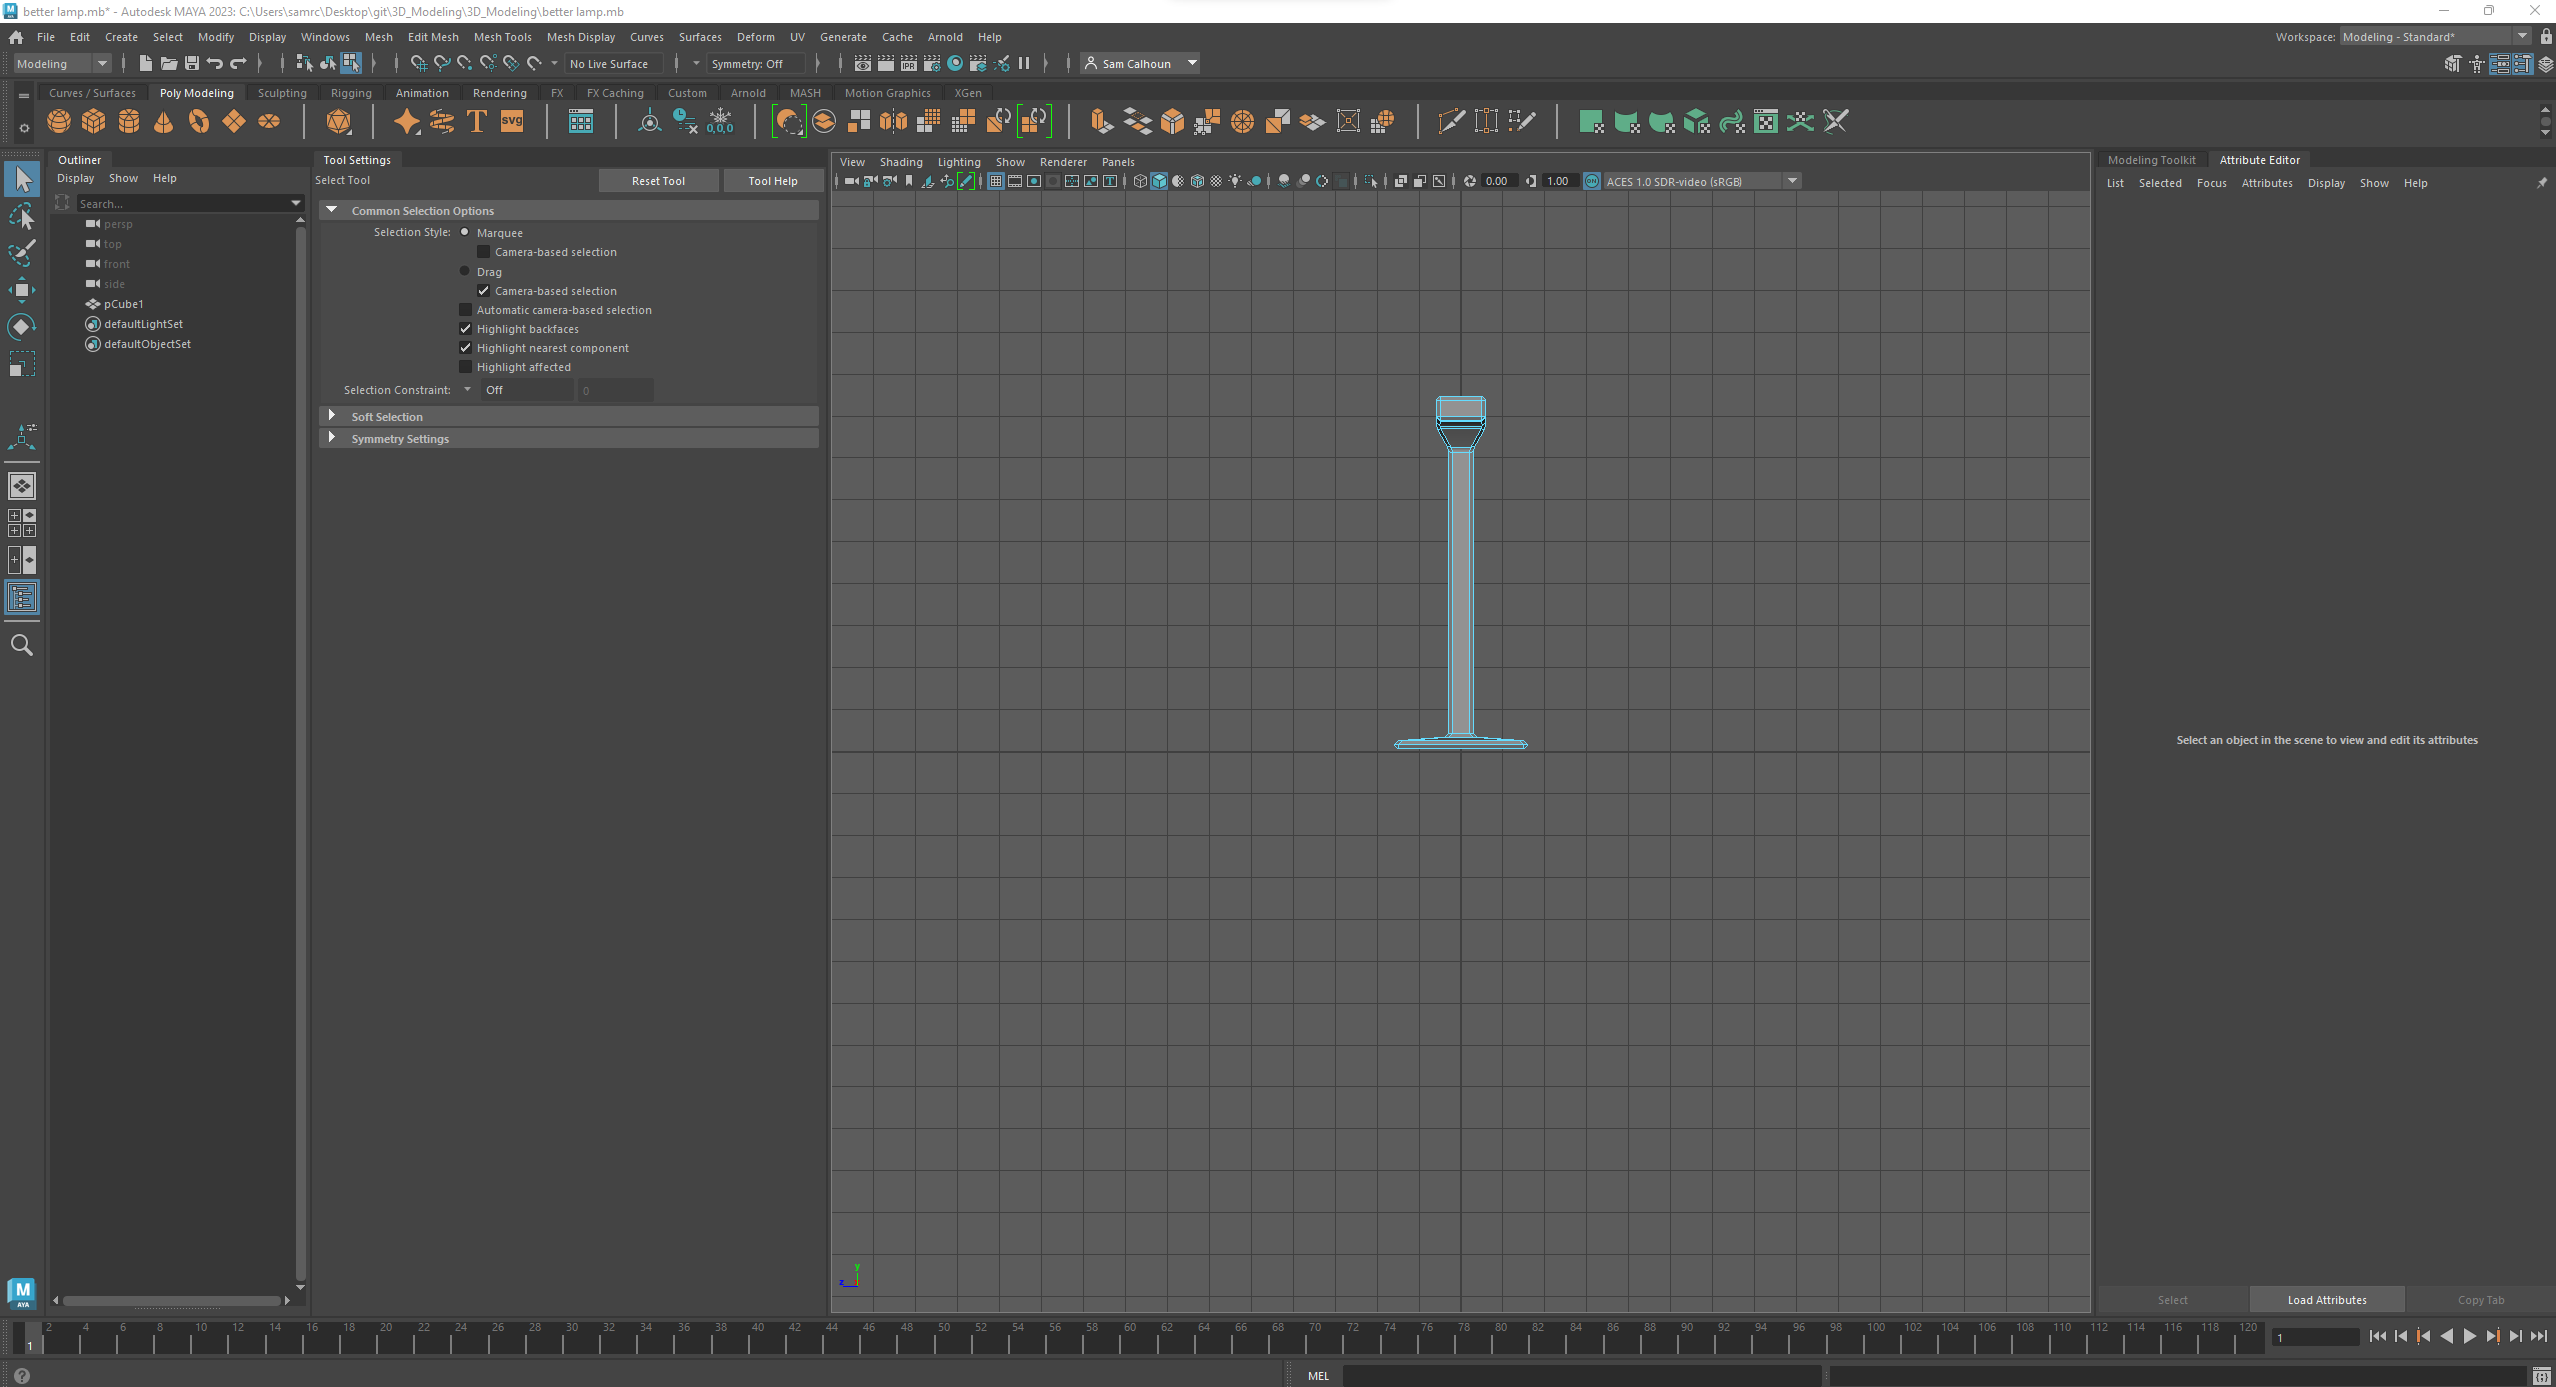 better lamp.mb* - Autodesk MAYA 2023: C:\Users\samrc\Desktop\git\3D_Modeling\3D_Modeling\better lamp.mb
File Edit Create Select Modify Display Windows Mesh Edit Mesh Mesh Tools Mesh Display Curves Surfaces Deform UV Generate Cache Arnold Help
Workspace: Modeling - Standard*
Modeling
No Live Surface
Symmetry: Off
IPR
Sam Calhoun
Curves / Surfaces Poly Modeling Sculpting Rigging Animation Rendering FX FX Caching Custom Arnold MASH Motion Graphics XGen
T
SVG
0,0,0
Outliner
Display Show Help
Search...
persp
top
front
side
pCube1
defaultLightSet
defaultObjectSet
Tool Settings
Select Tool
Reset Tool
Tool Help
Common Selection Options
Selection Style: Marquee
Camera-based selection
Drag
Camera-based selection
Automatic camera-based selection
Highlight backfaces
Highlight nearest component
Highlight affected
Selection Constraint: Off 0
Soft Selection
Symmetry Settings
View Shading Lighting Show Renderer Panels
0.00
1.00
ON
ACES 1.0 SDR-video (sRGB)
y
z
Modeling Toolkit
Attribute Editor
List Selected Focus Attributes Display Show Help
Select an object in the scene to view and edit its attributes
Select
Load Attributes
Copy Tab
M
AYA
2 4 6 8 10 12 14 16 18 20 22 24 26 28 30 32 34 36 38 40 42 44 46 48 50 52 54 56 58 60 62 64 66 68 70 72 74 76 78 80 82 84 86 88 90 92 94 96 98 100 102 104 106 108 110 112 114 116 118 120
1
1
MEL